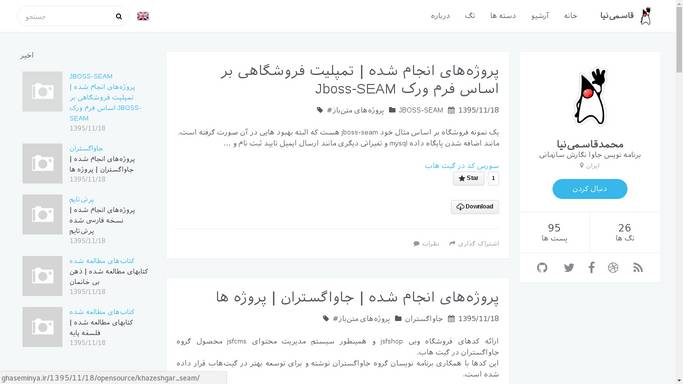 قاسمی‌نیا
خانه
آرشیو
دسته ها
تگ
درباره
جستجو
محمدقاسمی‌نیا
برنامه نویس جاوا نگارش سازمانی
ایران
دنبال کردن
95
پست ها
26
تگ ها
پروژه‌های انجام شده | تمپلیت فروشگاهی بر
اساس فرم ورک Jboss-SEAM
1395/11/18 JBOSS-SEAM پروژه‌های متن‌باز#
یک نمونه فروشگاه بر اساس مثال خود jboss-seam هست که البته بهبود هایی در آن صورت گرفته است.
مانند اضافه شدن پایگاه داده mysql و تغیراتی دیگری مانند ارسال ایمیل تایید ثبت نام و ...
سورس کد در گیت هاب
Star 1
Download
اشتراک گذاری
نظرات
پروژه‌های انجام شده | جاواگستران | پروژه ها
1395/11/18 جاواگستران پروژه‌های متن‌باز#
ارائه کدهای فروشگاه وبی jsfshop و همینطور سیستم مدیریت محتوای jsfcms محصول گروه
جاواگستران در گیت هاب.
این کدها با همکاری برنامه نویسان گروه جاواگستران نوشته و برای توسعه بهتر در گیت‌هاب قرار داده
شده است.
اخیر
JBOSS-SEAM
پروژه‌های انجام شده |
تمپلیت فروشگاهی بر
اساس فرم ورک JBOSS-
SEAM
1395/11/18
جاواگستران
پروژه‌های انجام شده |
جاواگستران | پروژه ها
1395/11/18
پرش‌تایم
پروژه‌های انجام شده |
نسخه فارسی شده
پرش‌تایم
1395/11/18
کتاب‌های مطالعه شده
کتابهای مطالعه شده | ذهن
بی خانمان
1395/11/18
کتاب‌های مطالعه شده
کتابهای مطالعه شده |
فلسفه پایه
1395/11/18
ghaseminya.ir/1395/11/18/opensource/khazeshgar_seam/